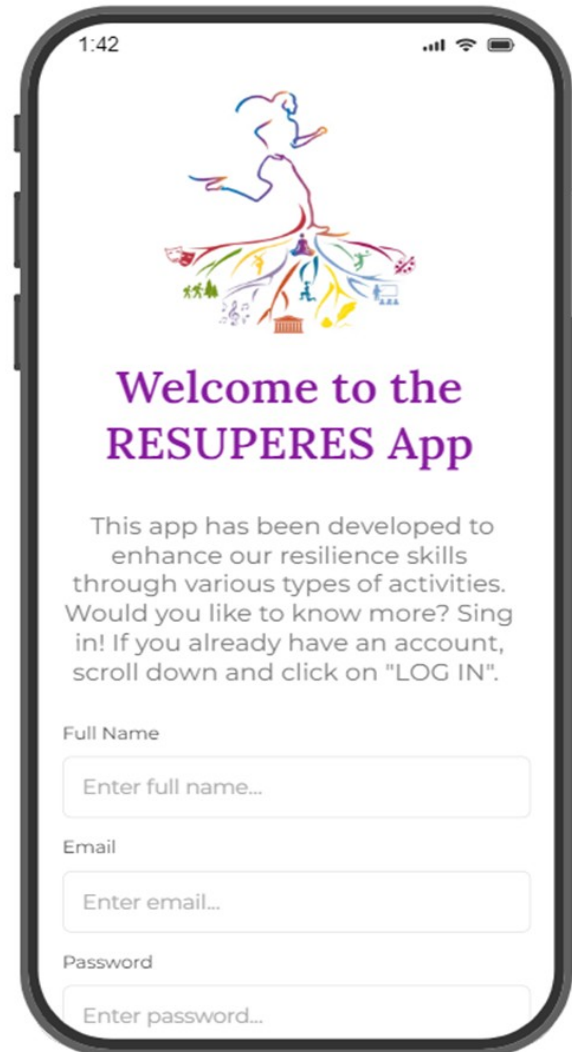 1:42
Welcome to the
RESUPERES App
This app has been developed to
enhance our resilience skills
through various types of activities.
Would you like to know more? Sing
in! If you already have an account,
scroll down and click on "LOG IN".
Full Name
Enter full name...
Email
Enter email...
Password
Enter password...